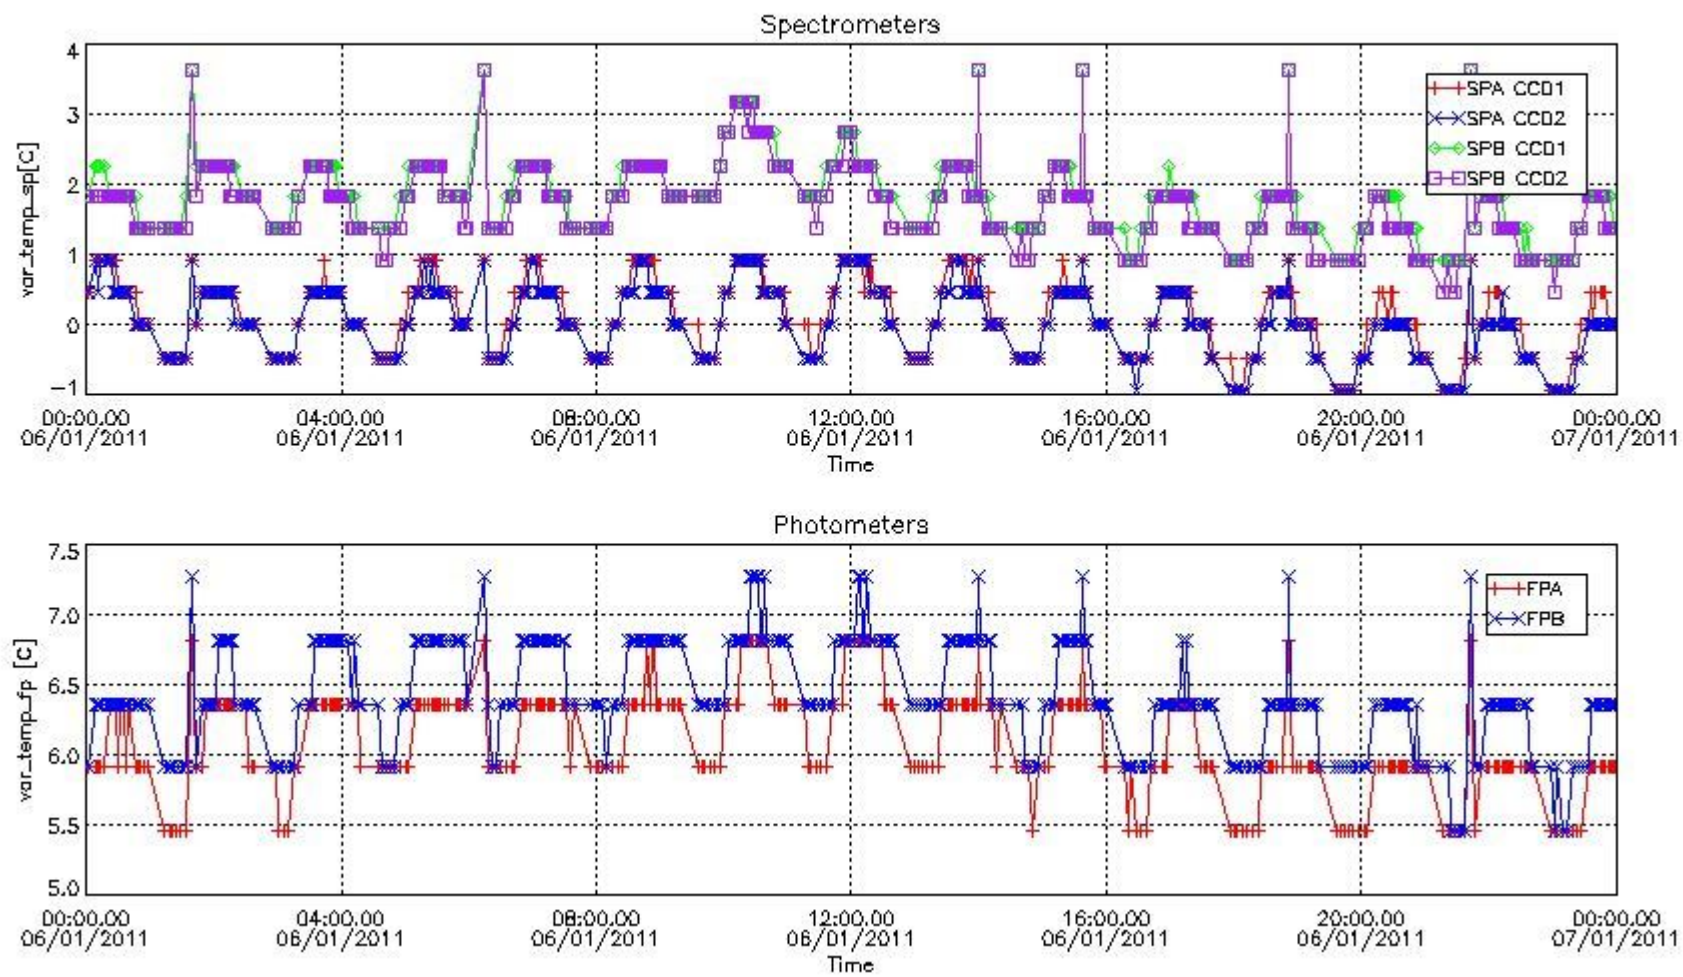 Spectrometers
var_temp_sp[C]
4
3
2
1
0
-1
SPA CCD1
SPA CCD2
SPB CCD1
SPB CCD2
00:00.00 04:00.00 08:00.00 12:00.00 16:00.00 20:00.00 00:00.00
06/01/2011 06/01/2011 06/01/2011 06/01/2011 06/01/2011 06/01/2011 07/01/2011
Time
Photometers
var_temp_fp [C]
7.5
7.0
6.5
6.0
5.5
5.0
FPA
FPB
00:00.00 04:00.00 08:00.00 12:00.00 16:00.00 20:00.00 00:00.00
06/01/2011 06/01/2011 06/01/2011 06/01/2011 06/01/2011 06/01/2011 07/01/2011
Time